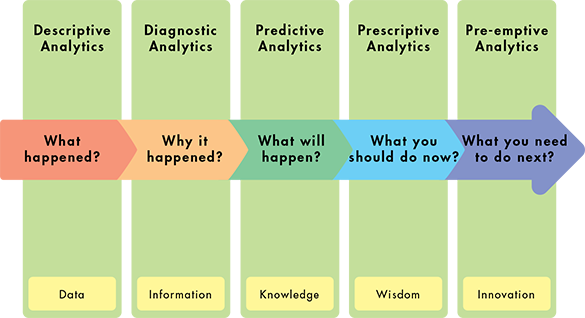 Descriptive
Analytics
Diagnostic
Analytics
Predictive
Analytics
Prescriptive
Analytics
Pre-emptive
Analytics
What
happened?
Why it
happened?
What will
happen?
What you
should do now?
What you need
to do next?
Data
Information
Knowledge
Wisdom
Innovation